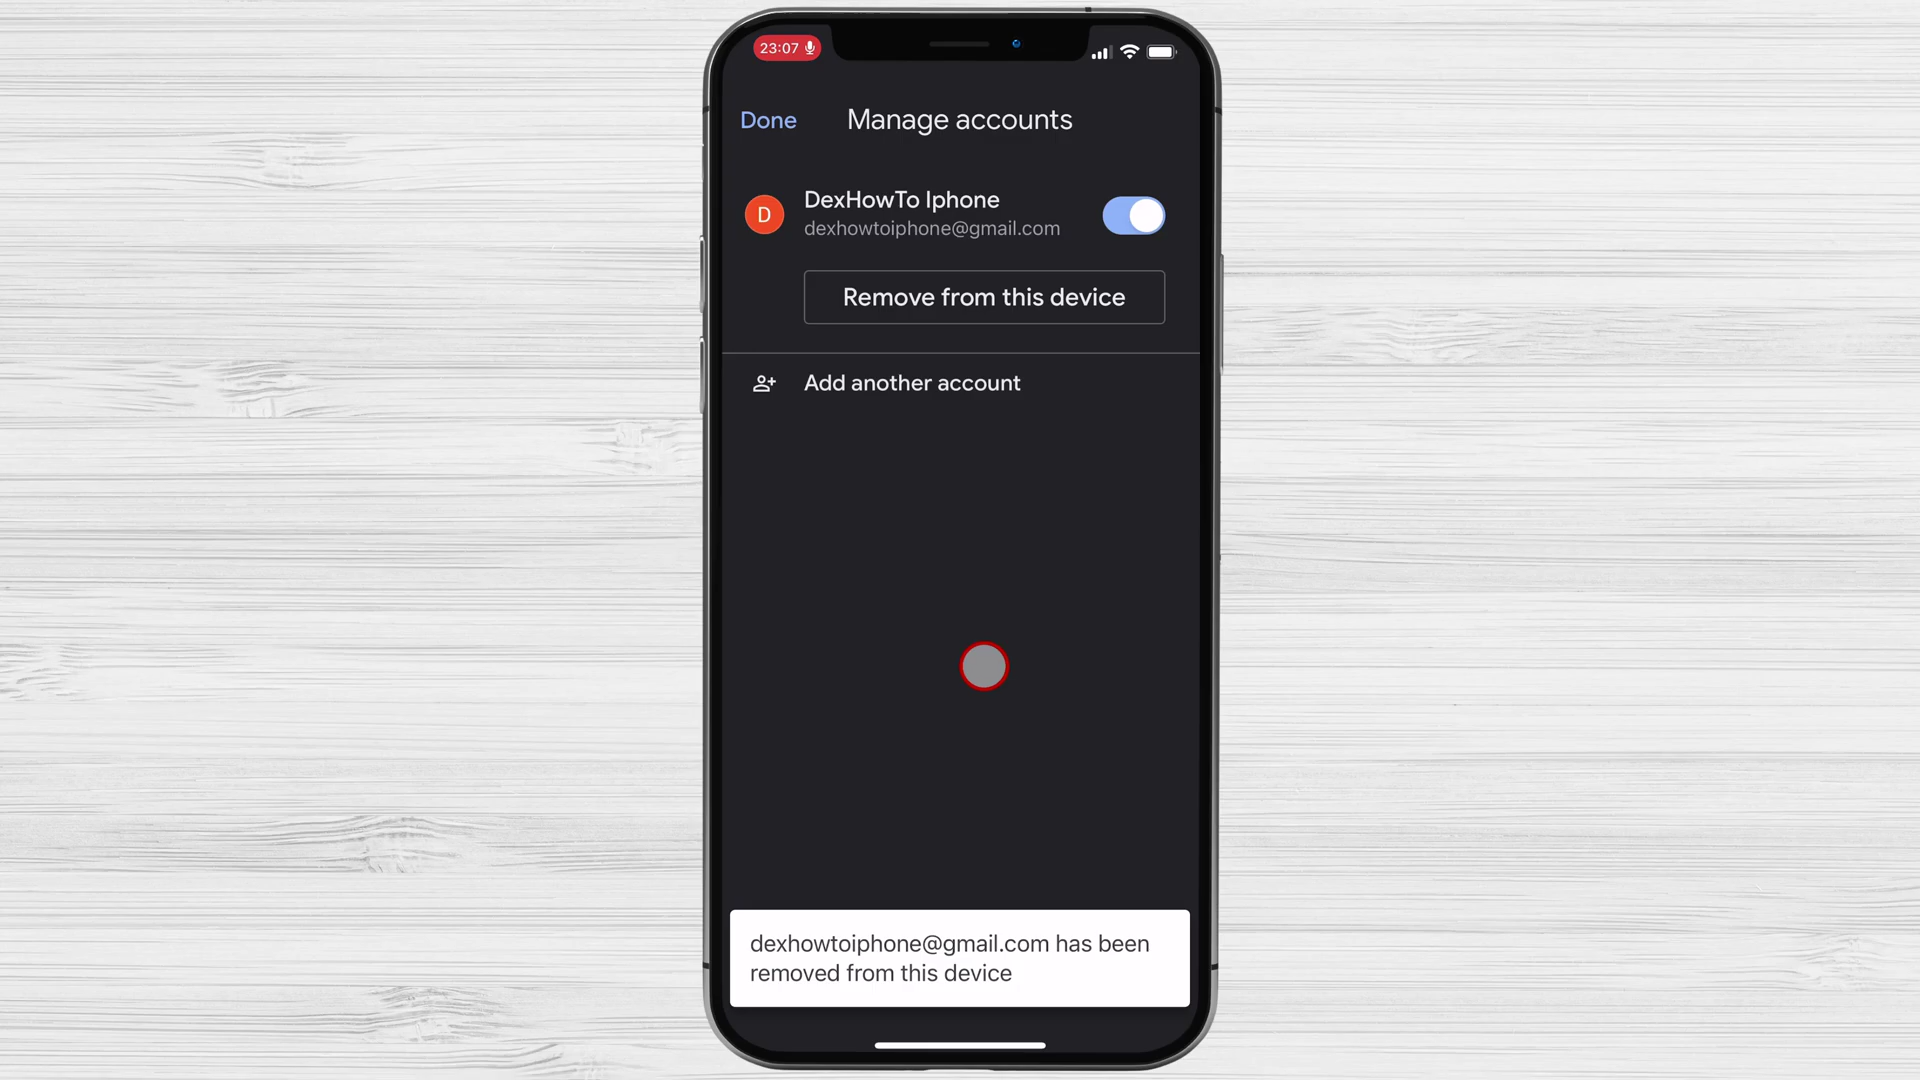 23:07
Done
Manage accounts
D
DexHowTo Iphone
dexhowtoiphone@gmail.com
Remove from this device
Add another account
dexhowtoiphone@gmail.com has been
removed from this device